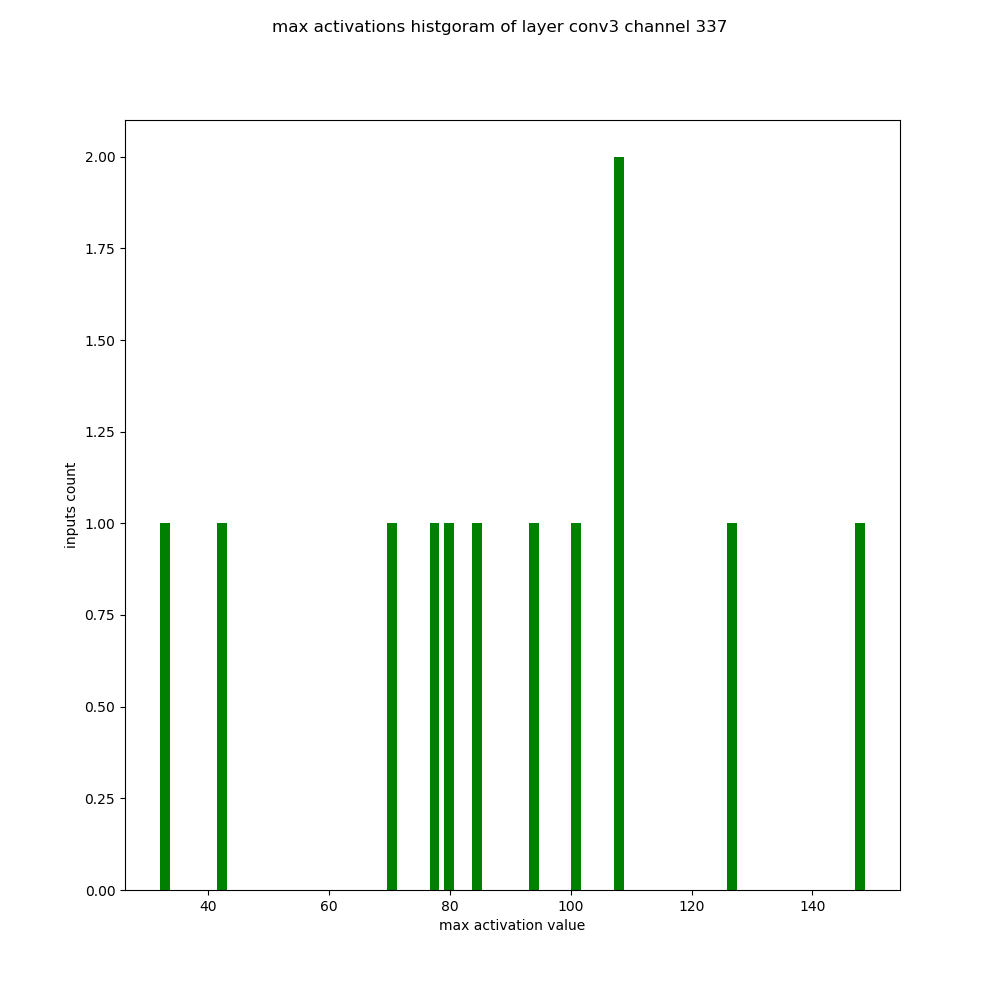 max activations histgoram of layer conv3 channel 337
2.00
1.75
1.50
1.25
1.00
0.75
0.50
0.25
0.00
inputs count
40 60 80 100 120 140
max activation value